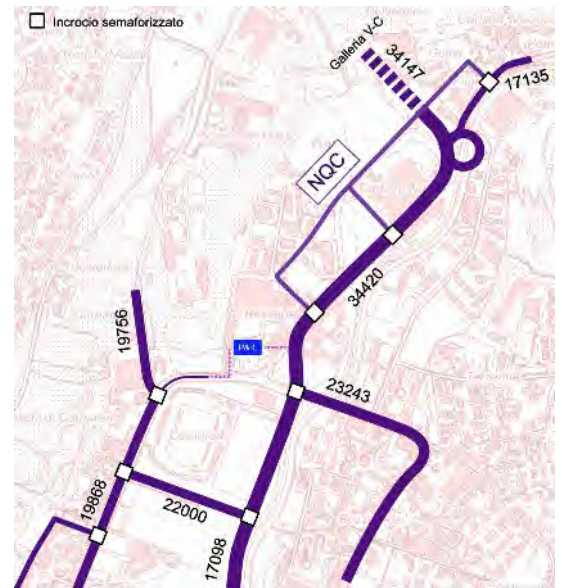 Incrocio semaforizzato
Galleria V-C
34147
17135
NQC
34420
19756
23243
19868
22000
17098